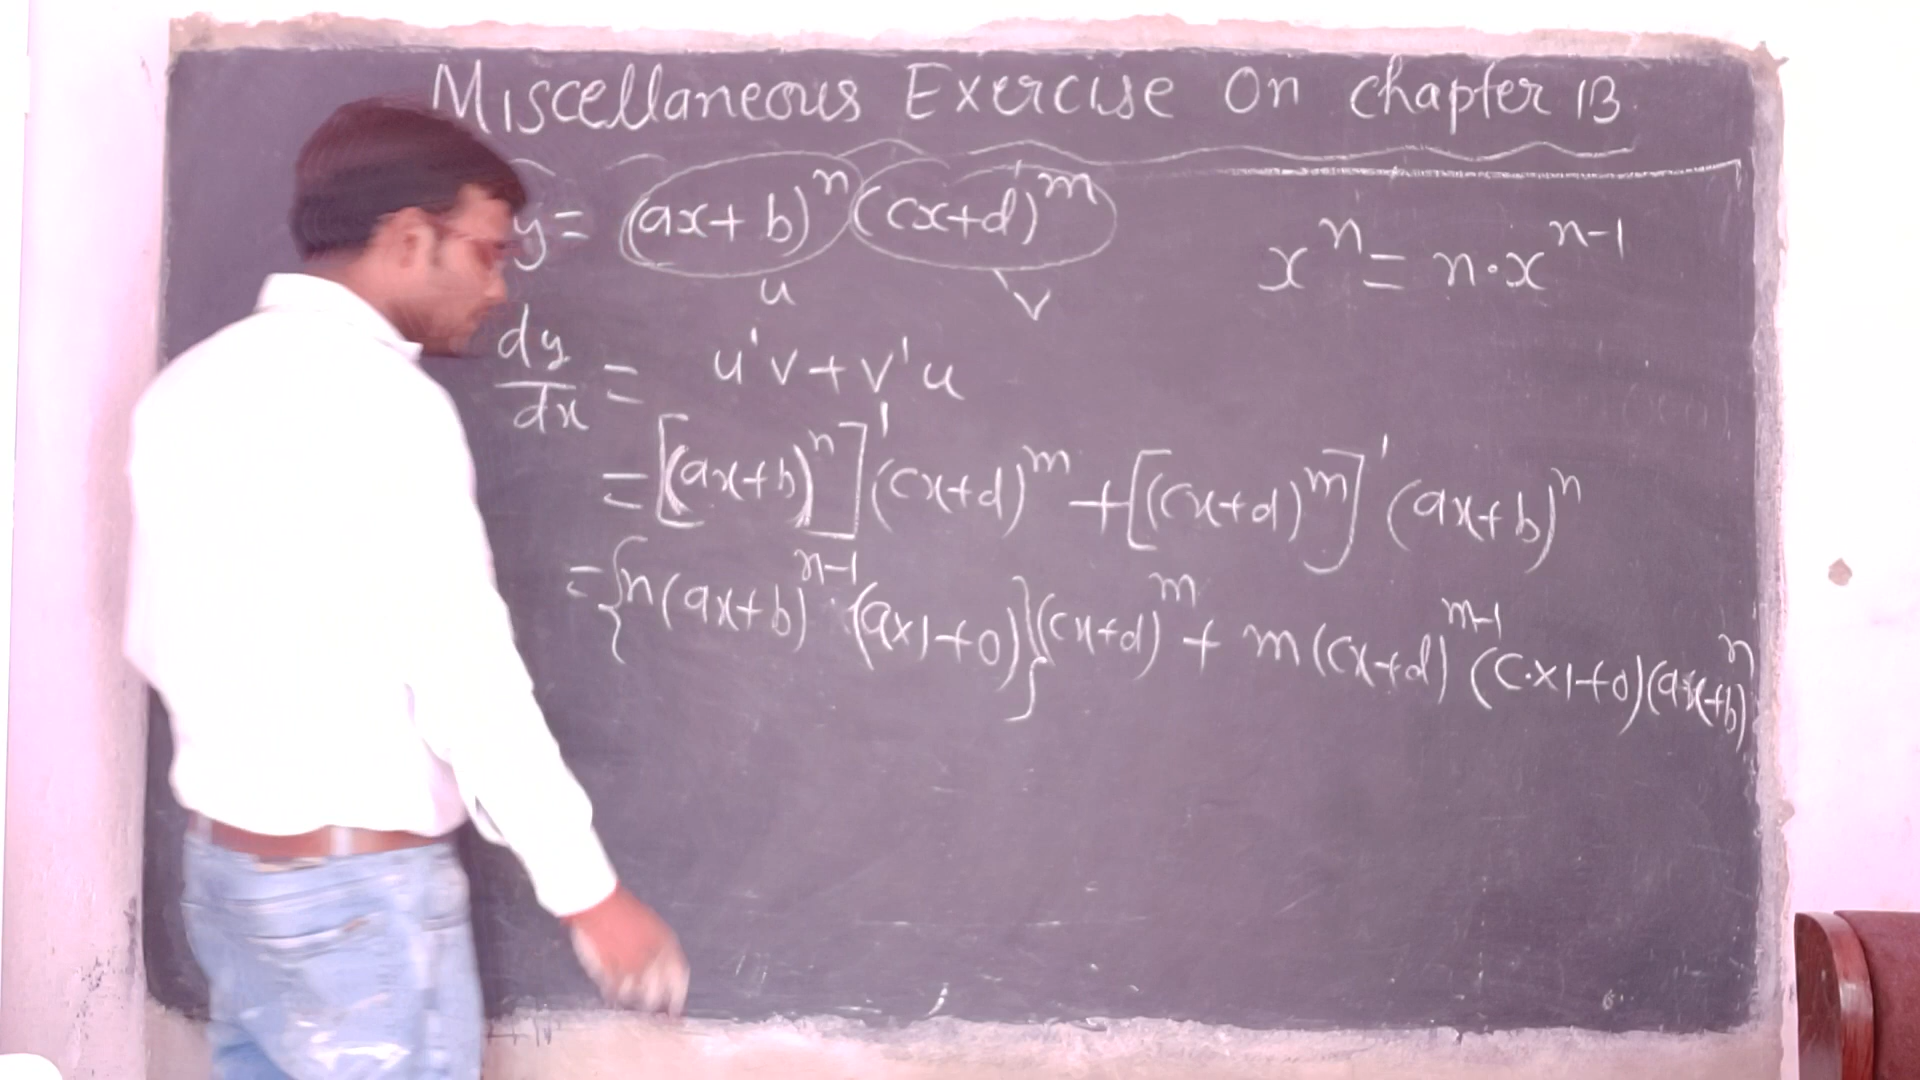 Miscellaneous Exercise On Chapter 13
y = (ax+b)^n (cx+d)^m
x^n = n·x^{n-1}
u v
dy/dx = u'v+v'u
= [(ax+b)^n]' (cx+d)^m + [(cx+d)^m]' (ax+b)^n
= {n(ax+b)^{n-1} · (a×1+0)} (cx+d)^m + m(cx+d)^{m-1} (c·×1+0)(ax+b)^n